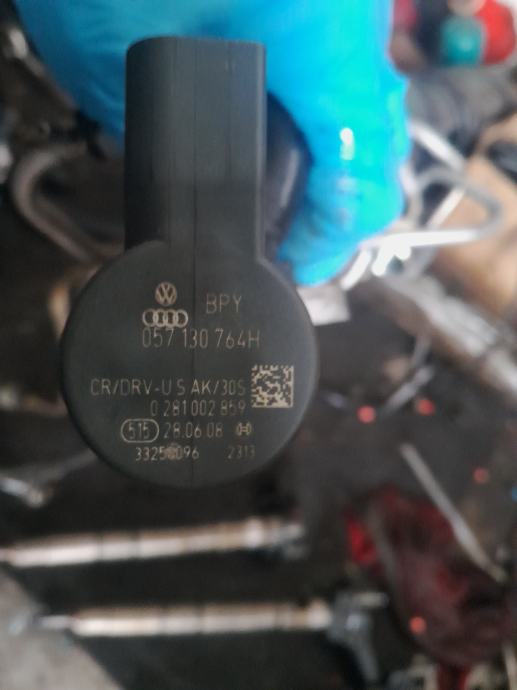 BPY
057 130 764H
CR/DRV-U S AK/30S
0 281 002 859
515 28.06.08
2313